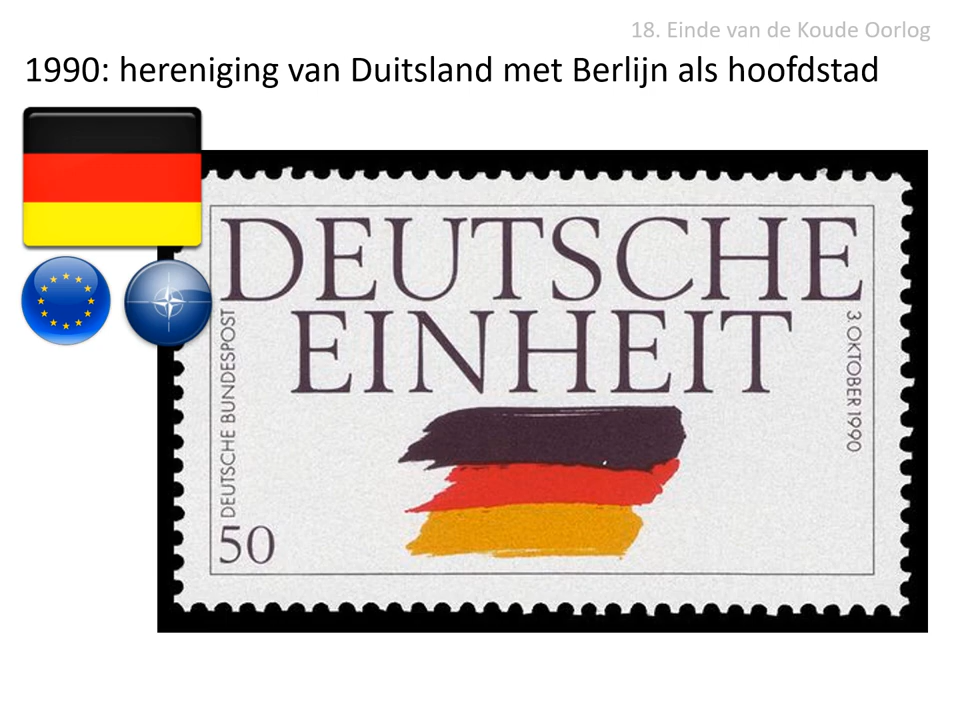 18. Einde van de Koude Oorlog
1990: hereniging van Duitsland met Berlijn als hoofdstad
DEUTSCHE
EINHEIT
DEUTSCHE BUNDESPOST
3. OKTOBER 1990
50